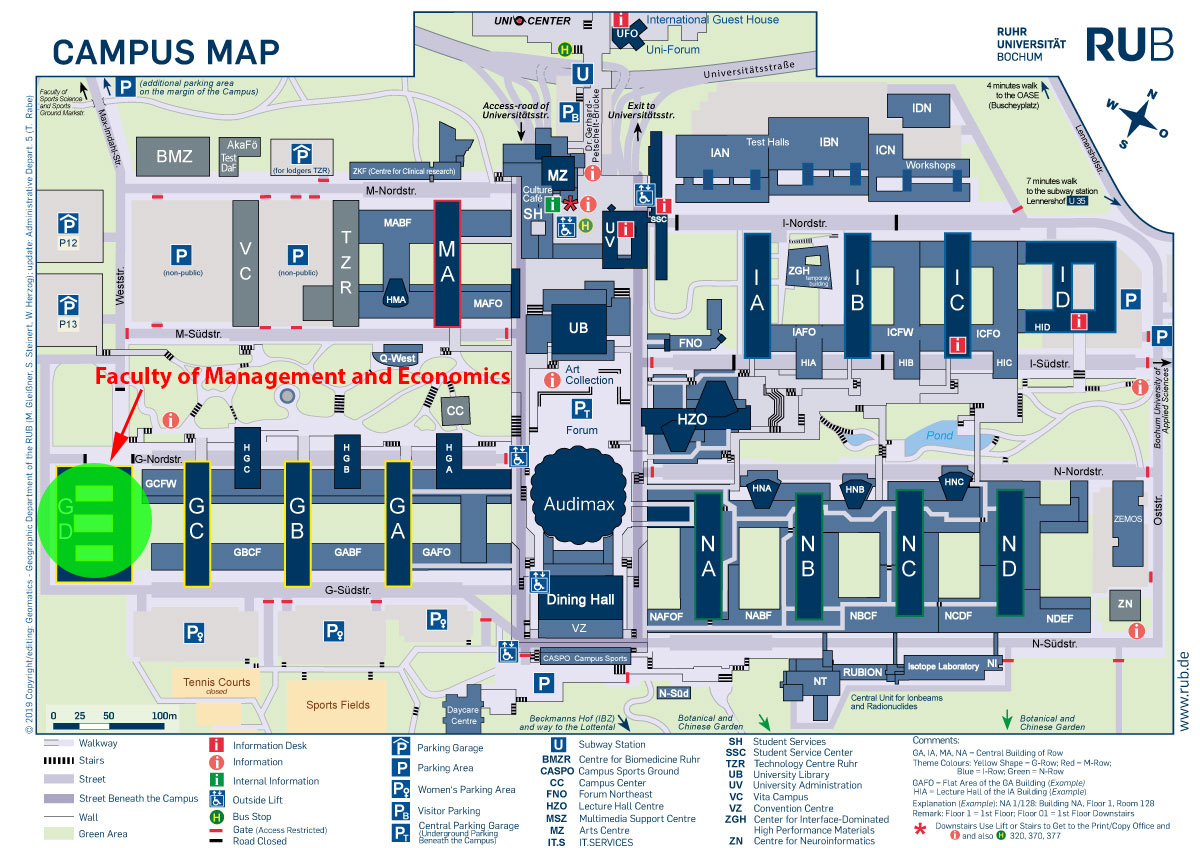 CAMPUS MAP
UNI CENTER
International Guest House
UFO
Uni-Forum
RUHR
UNIVERSITÄT
BOCHUM
RUB
Universitätsstraße
(additional parking area
on the margin of the Campus)
Faculty of
Sports Science
and Sports
Ground Markstr.
Max-Imdahl-Str.
Access-road of
Universitätsstr.
Dr.-Gerhard-
Petschelt-Brücke
Exit to
Universitätsstr.
4 minutes walk
to the OASE
(Buscheyplatz)
Lennershofstr.
N
W
O
S
7 minutes walk
to the subway station
Lennershof U 35
BMZ
AkaFö
Test
DaF
(for lodgers TZR)
ZKF (Centre for Clinical research)
M-Nordstr.
MZ
Culture
Café
SH
UV
SSC
IAN
Test Halls
IBN
ICN
IDN
Workshops
I-Nordstr.
P12
P13
Weststr.
P
(non-public)
VC
P
(non-public)
TZR
MABF
HMA
MA
MAFO
M-Südstr.
UB
FNO
IA
ZGH
temporaly
building
IB
IC
ID
HID
IAFO
ICFW
ICFO
HIA
HIB
HIC
I-Südstr.
Q-West
Art
Collection
Forum
HZO
Pond
Bochum University of
Applied Sciences
Faculty of Management and Economics
CC
G-Nordstr.
HGC
HGB
HGA
GCFW
GD
GC
GB
GA
GBCF
GABF
GAFO
G-Südstr.
Audimax
Dining Hall
VZ
CASPO Campus Sports
N-Nordstr.
HNA
HNB
HNC
NA
NB
NC
ND
NAFOF
NABF
NBCF
NCDF
NDEF
N-Südstr.
ZEMOS
Oststr.
ZN
Tennis Courts
closed
Sports Fields
Daycare
Centre
N-Süd
NT
RUBION
Isotope Laboratory
NI
Central Unit for Ionbeams
and Radionuclides
Beckmanns Hof (IBZ)
and way to the Lottental
Botanical and
Chinese Garden
Botanical and
Chinese Garden
0 25 50 100m
© 2019 Copyright/editing: Geomatics - Geographic Department of the RUB (M. Gleißner, S. Steinert, W. Herzog; update: Administrative Depart. 5 (T. Rabe)
www.rub.de
Walkway
Stairs
Street
Street Beneath the Campus
Wall
Green Area
Information Desk
Information
Internal Information
Outside Lift
Bus Stop
Gate (Access Restricted)
Road Closed
Parking Garage
Parking Area
Women's Parking Area
Visitor Parking
Central Parking Garage
(Underground Parking
Beneath the Campus)
U Subway Station
BMZR Centre for Biomedicine Ruhr
CASPO Campus Sports Ground
CC Campus Center
FNO Forum Northeast
HZO Lecture Hall Centre
MSZ Multimedia Support Centre
MZ Arts Centre
IT.S IT.SERVICES
SH Student Services
SSC Student Service Center
TZR Technology Centre Ruhr
UB University Library
UV University Administration
VC Vita Campus
VZ Convention Centre
ZGH Center for Interface-Dominated
High Performance Materials
ZN Centre for Neuroinformatics
Comments:
GA, IA, MA, NA – Central Building of Row
Theme Colours: Yellow Shape = G-Row; Red = M-Row;
Blue = I-Row; Green = N-Row
GAFO – Flat Area of the GA Building (Example)
HIA = Lecture Hall of the IA Building (Example)
Explanation (Example): NA 1/128: Building NA, Floor 1, Room 128
Remark: Floor 1 = 1st Floor; Floor 01 = 1st Floor Downstairs
* Downstairs Use Lift or Stairs to Get to the Print/Copy Office and
i and also H 320, 370, 377